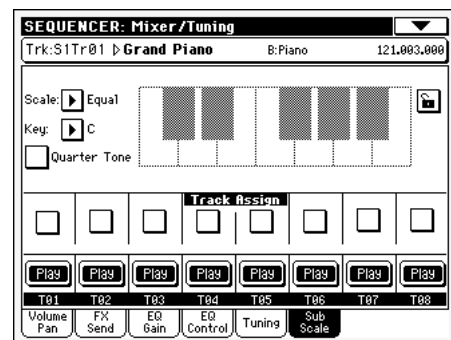 SEQUENCER: Mixer/Tuning
Trk:S1Tr01 ▷Grand Piano B:Piano 121.003.000
Scale: Equal
Key: C
Quarter Tone
Track Assign
Play Play Play Play Play Play Play Play
T01 T02 T03 T04 T05 T06 T07 T08
Volume Pan
FX Send
EQ Gain
EQ Control
Tuning
Sub Scale